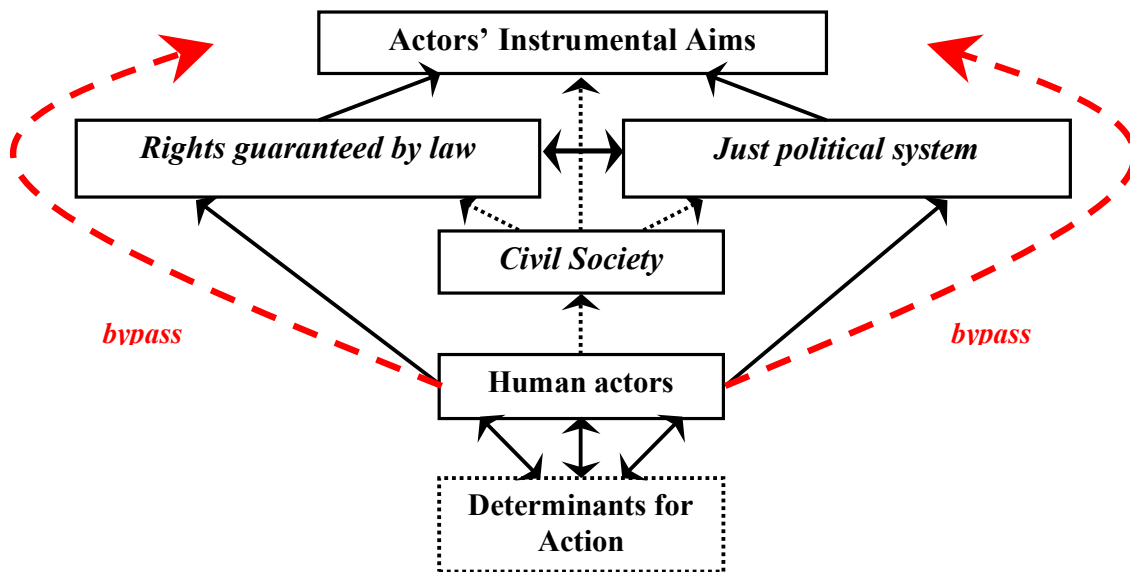 Actors’ Instrumental Aims
Rights guaranteed by law
Just political system
Civil Society
bypass
bypass
Human actors
Determinants for
Action